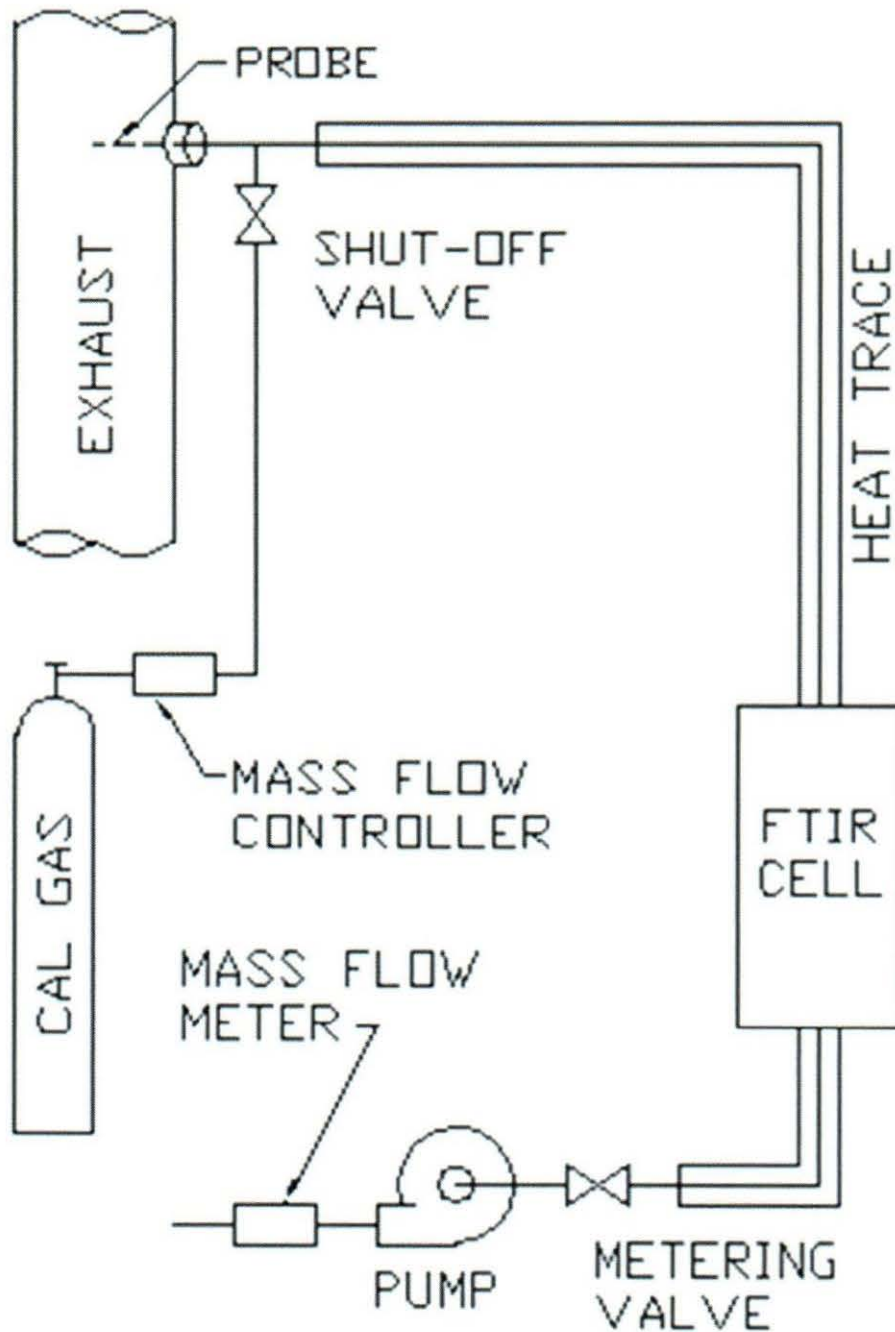 PROBE
EXHAUST
SHUT-OFF
VALVE
HEAT TRACE
MASS FLOW
CONTROLLER
CAL GAS
FTIR
CELL
MASS FLOW
METER
PUMP
METERING
VALVE